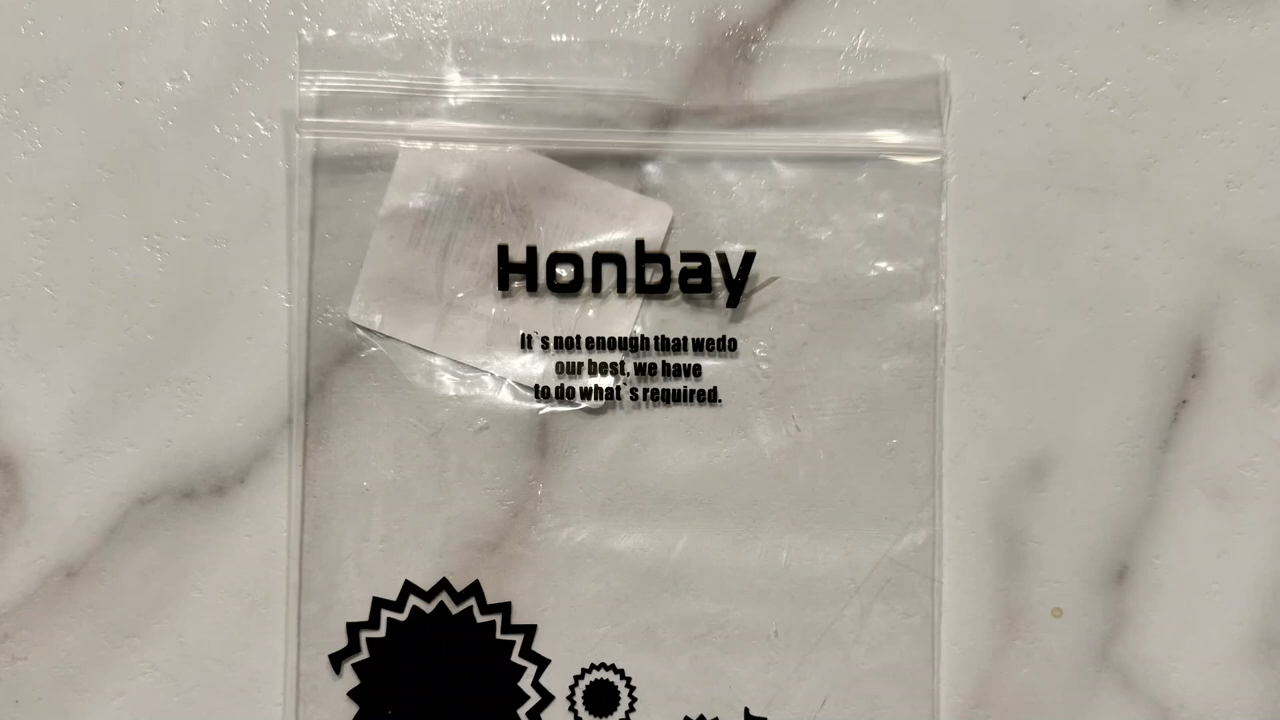 Honbay
It`s not enough that wedo
our best, we have
to do what`s required.